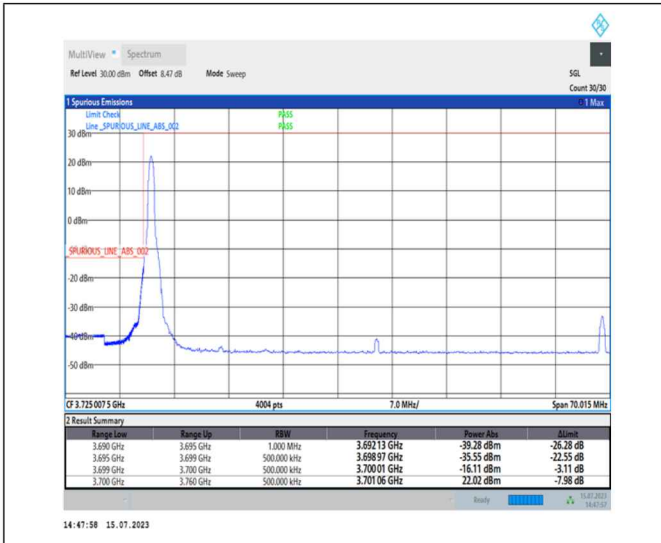 MultiView Spectrum
Ref Level 30.00 dBm Offset 8.47 dB Mode Sweep SGL
Count 30/30
1 Spurious Emissions 1 Max
Limit Check PASS
Line _SPURIOUS_LINE_ABS_002 PASS
30 dBm
20 dBm
10 dBm
0 dBm
_SPURIOUS_LINE_ABS_002
-20 dBm
-30 dBm
-40 dBm
-50 dBm
CF 3.725 007 5 GHz 4004 pts 7.0 MHz/ Span 70.015 MHz
2 Result Summary
Range Low Range Up RBW Frequency Power Abs ΔLimit
3.690 GHz 3.695 GHz 1.000 MHz 3.692 13 GHz -39.28 dBm -26.28 dB
3.695 GHz 3.699 GHz 500.000 kHz 3.698 97 GHz -35.55 dBm -22.55 dB
3.699 GHz 3.700 GHz 500.000 kHz 3.700 01 GHz -16.11 dBm -3.11 dB
3.700 GHz 3.760 GHz 500.000 kHz 3.701 06 GHz 22.02 dBm -7.98 dB
Ready 15.07.2023
14:47:57
14:47:58 15.07.2023